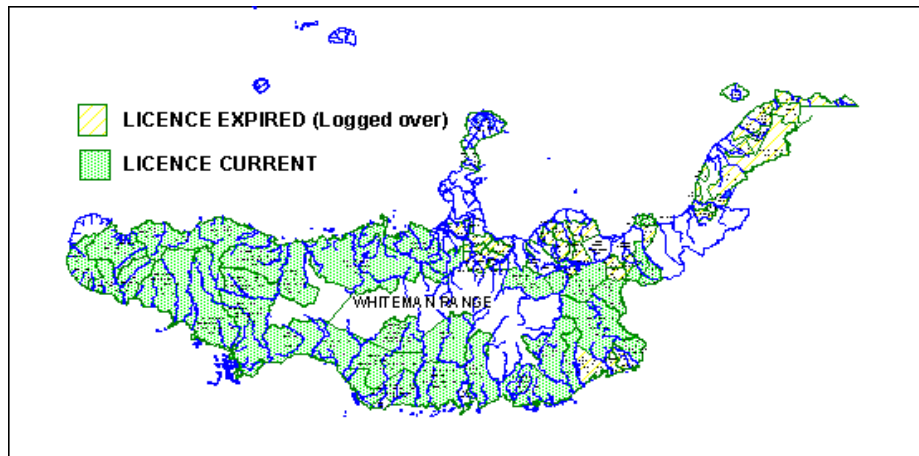 LICENCE EXPIRED (Logged over)
LICENCE CURRENT
WHITEMAN RANGE